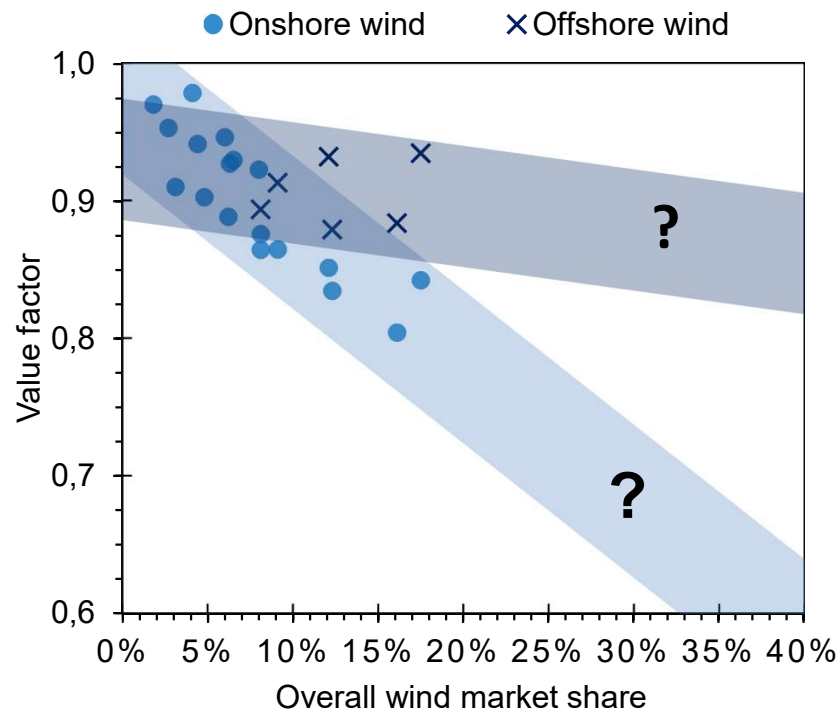 Onshore wind Offshore wind
1,0
0,9
0,8
0,7
0,6
Value factor
?
?
0% 5% 10% 15% 20% 25% 30% 35% 40%
Overall wind market share